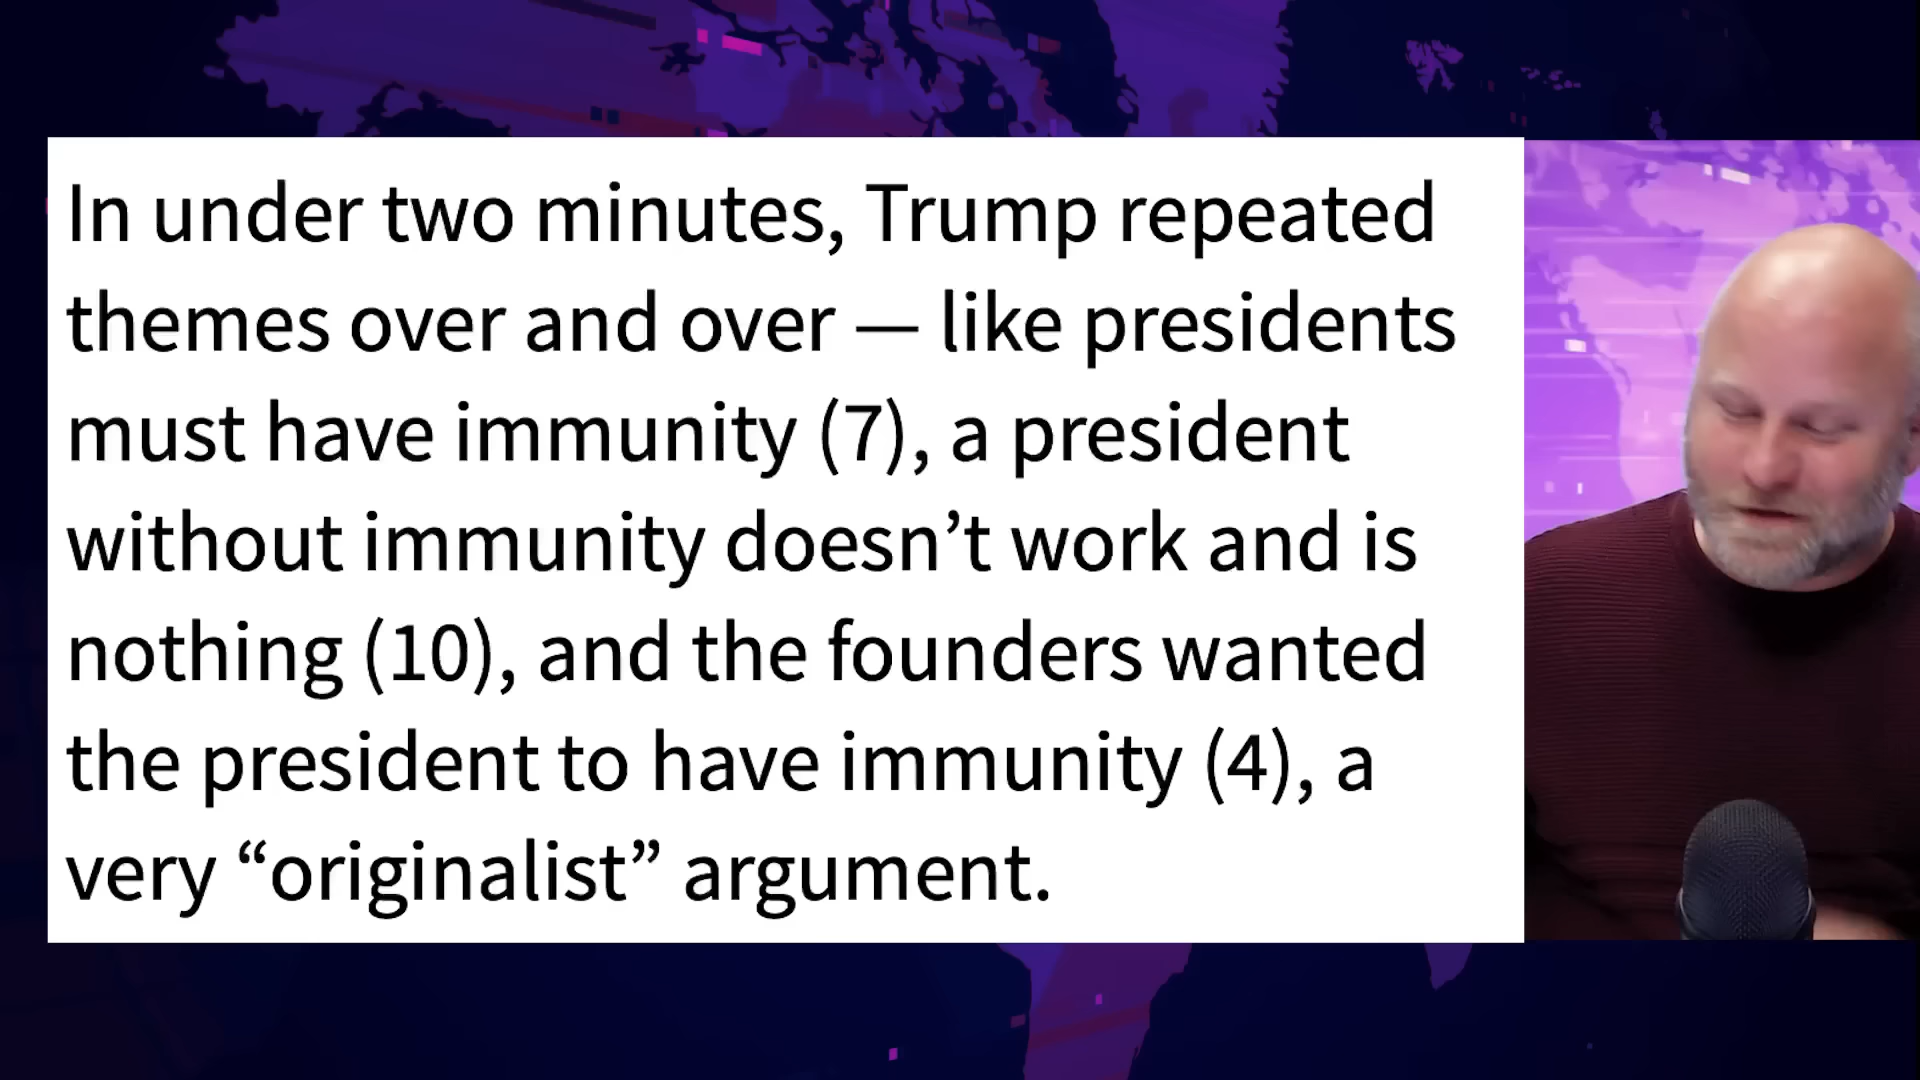 In under two minutes, Trump repeated
themes over and over — like presidents
must have immunity (7), a president
without immunity doesn’t work and is
nothing (10), and the founders wanted
the president to have immunity (4), a
very “originalist” argument.